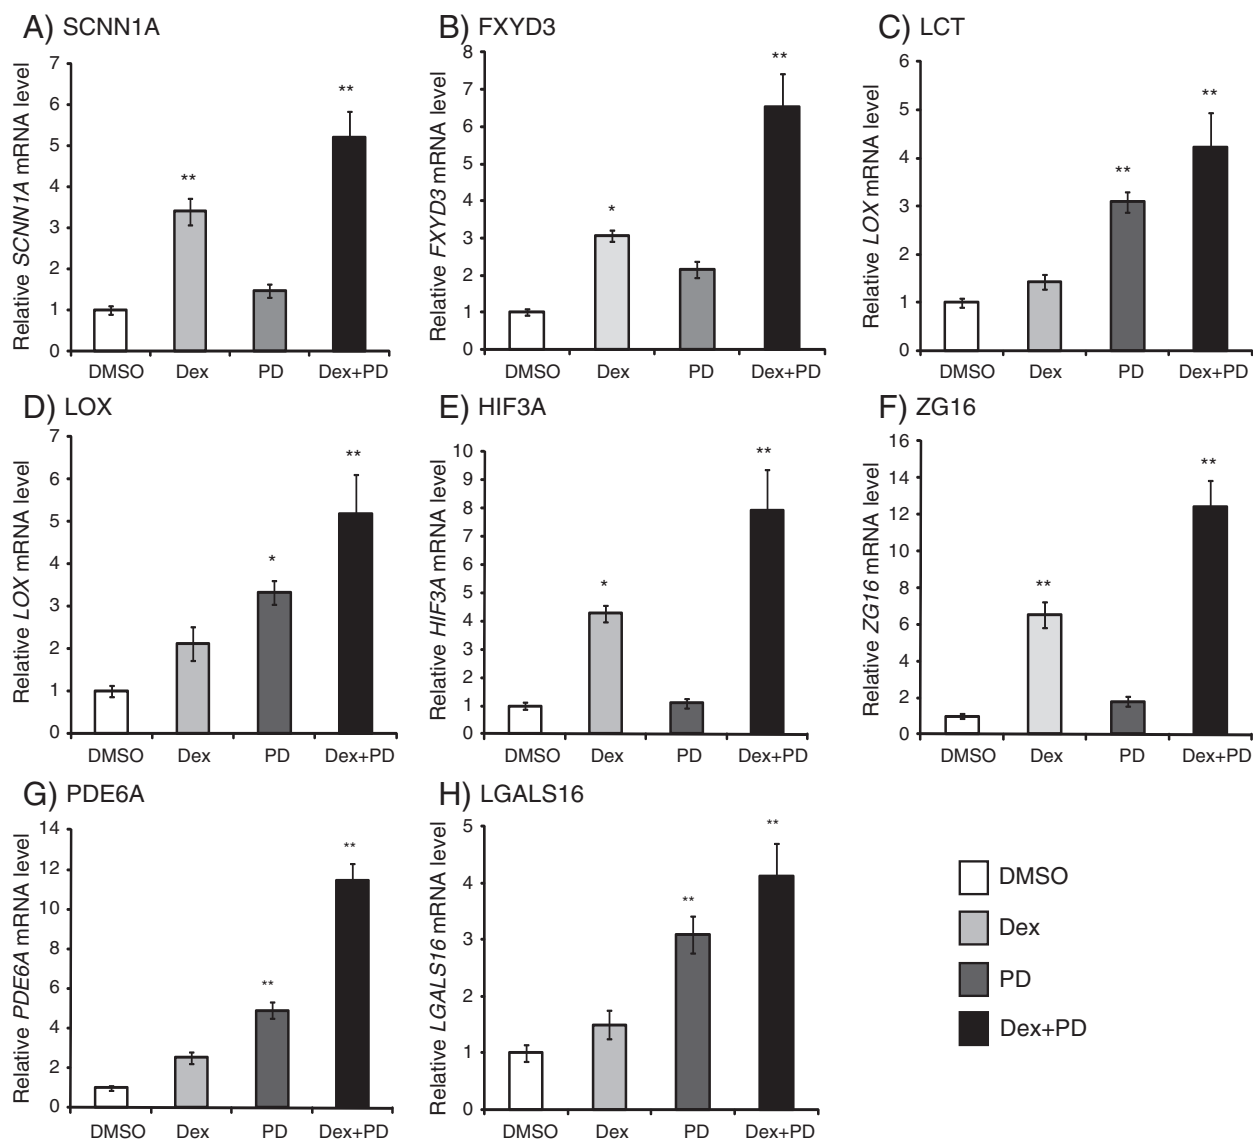 A) SCNN1A
Relative SCNN1A mRNA level
7
6
5
4
3
2
1
0
**
**
DMSO Dex PD Dex+PD
B) FXYD3
Relative FXYD3 mRNA level
8
7
6
5
4
3
2
1
0
*
**
DMSO Dex PD Dex+PD
C) LCT
Relative LOX mRNA level
6
5
4
3
2
1
0
**
**
DMSO Dex PD Dex+PD
D) LOX
Relative LOX mRNA level
7
6
5
4
3
2
1
0
*
**
DMSO Dex PD Dex+PD
E) HIF3A
Relative HIF3A mRNA level
10
9
8
7
6
5
4
3
2
1
0
*
**
DMSO Dex PD Dex+PD
F) ZG16
Relative ZG16 mRNA level
16
14
12
10
8
6
4
2
0
**
**
DMSO Dex PD Dex+PD
G) PDE6A
Relative PDE6A mRNA level
14
12
10
8
6
4
2
0
**
**
DMSO Dex PD Dex+PD
H) LGALS16
Relative LGALS16 mRNA level
5
4
3
2
1
0
**
**
DMSO Dex PD Dex+PD
DMSO
Dex
PD
Dex+PD